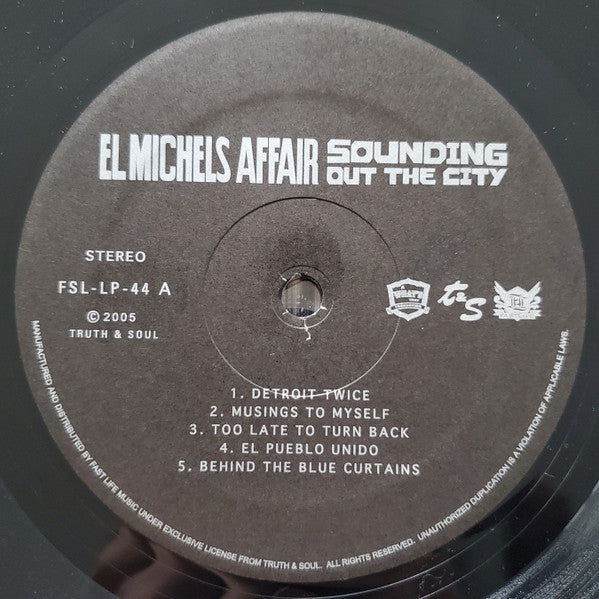 EL MICHELS AFFAIR SOUNDING
OUT THE CITY
STEREO
FSL-LP-44 A
© 2005
TRUTH & SOUL
WHAT'S
t&S
1. DETROIT TWICE
2. MUSINGS TO MYSELF
3. TOO LATE TO TURN BACK
4. EL PUEBLO UNIDO
5. BEHIND THE BLUE CURTAINS
MANUFACTURED AND DISTRIBUTED BY FAST LIFE MUSIC UNDER EXCLUSIVE LICENSE FROM TRUTH & SOUL. ALL RIGHTS RESERVED. UNAUTHORIZED DUPLICATION IS A VIOLATION OF APPLICABLE LAWS.